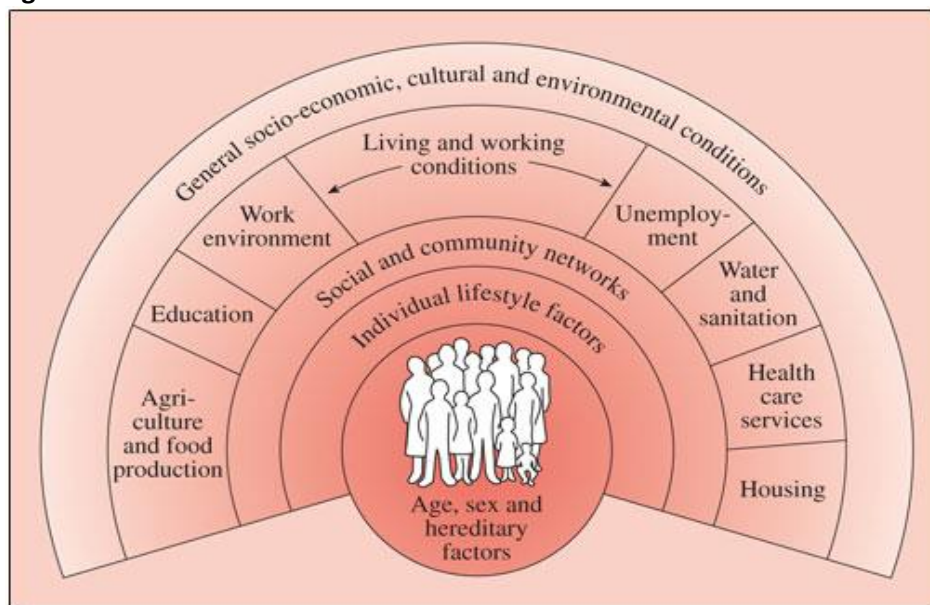 General socio-economic, cultural and environmental conditions
Living and working
conditions
Work
environment
Unemploy-
ment
Education
Water
and
sanitation
Agri-
culture
and food
production
Health
care
services
Housing
Social and community networks
Individual lifestyle factors
Age, sex and
hereditary
factors